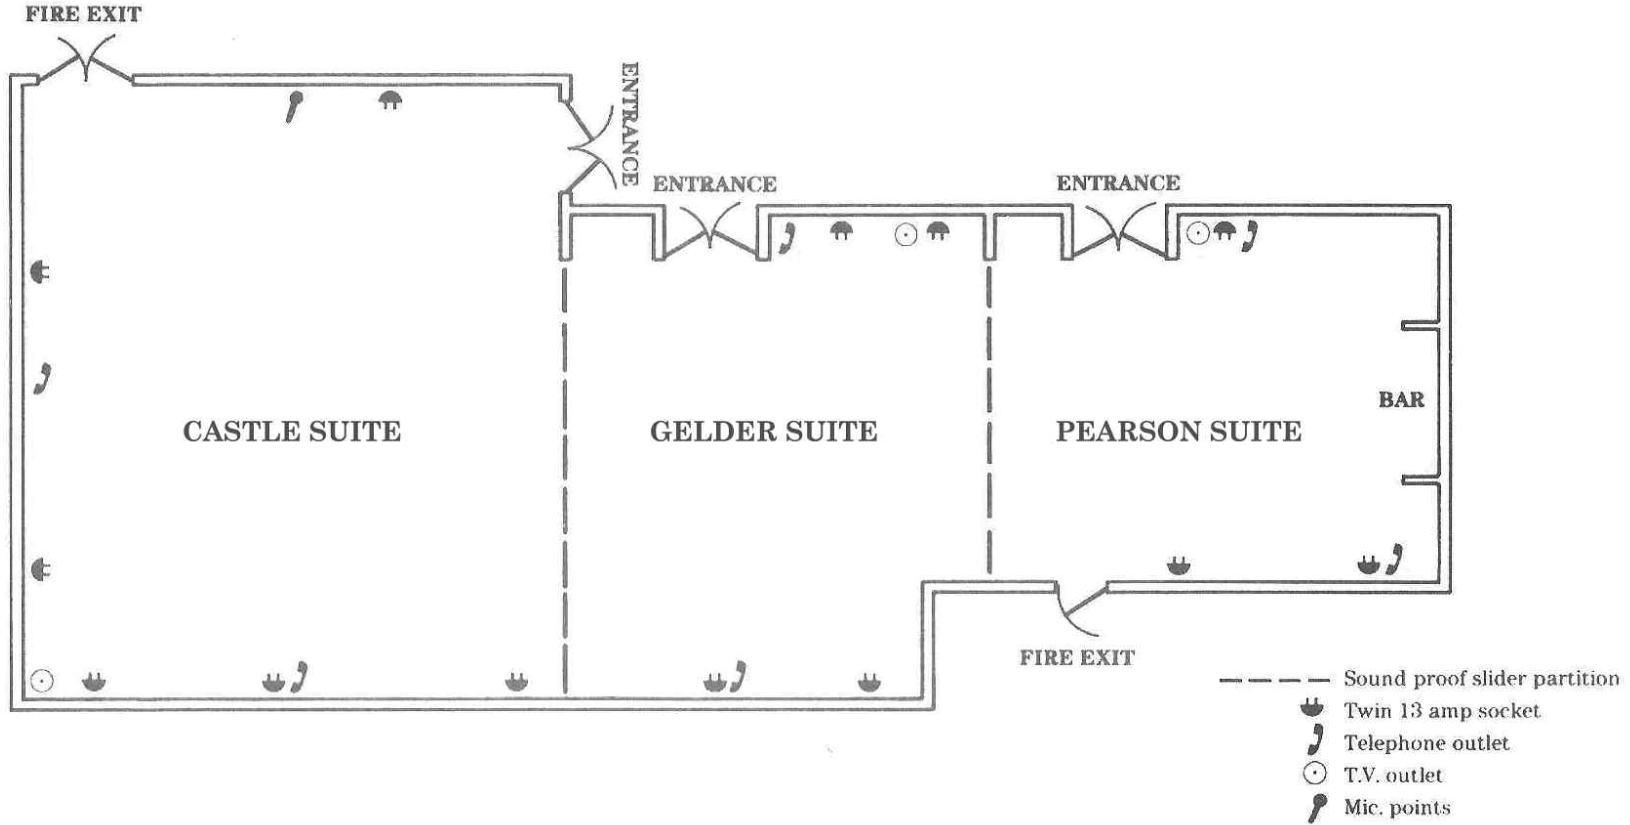 FIRE EXIT
ENTRANCE
ENTRANCE
ENTRANCE
BAR
CASTLE SUITE
GELDER SUITE
PEARSON SUITE
FIRE EXIT
Sound proof slider partition
Twin 13 amp socket
Telephone outlet
T.V. outlet
Mic. points